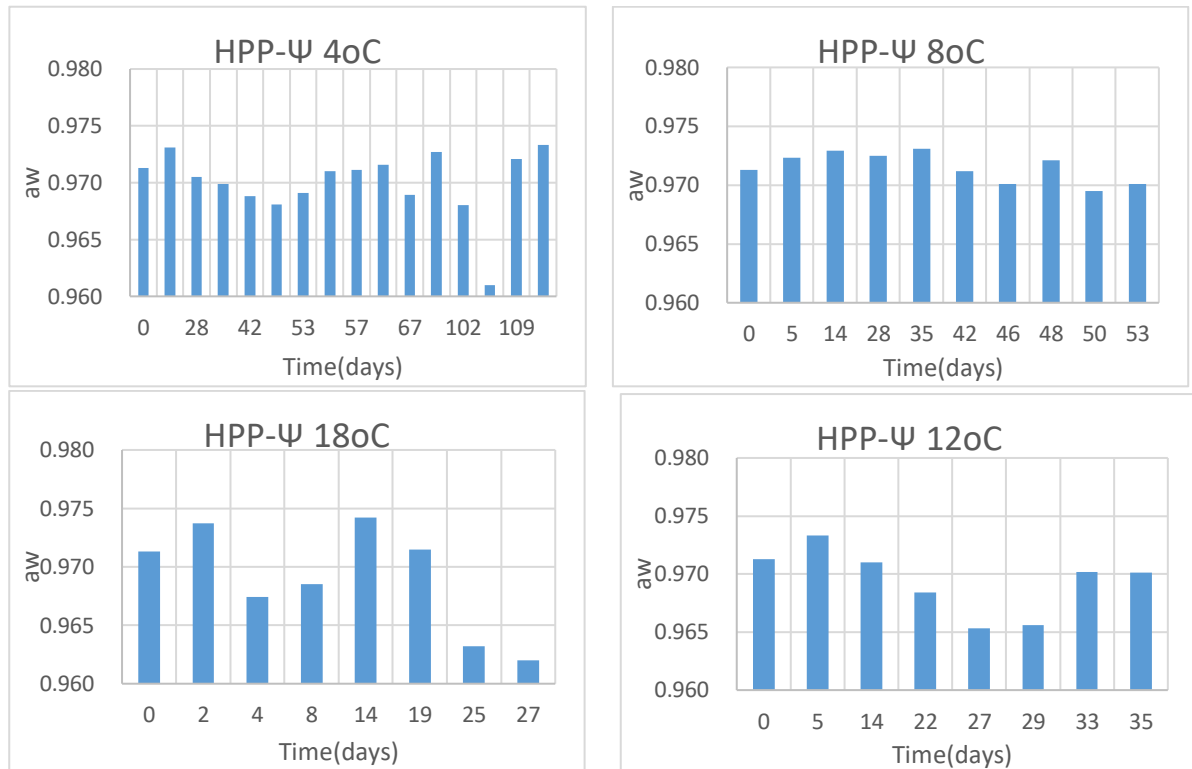 HPP-Ψ 4oC
0.980
0.975
0.970
0.965
0.960
aw
0 28 42 53 57 67 102 109
Time(days)
HPP-Ψ 8oC
0.980
0.975
0.970
0.965
0.960
aw
0 5 14 28 35 42 46 48 50 53
Time(days)
HPP-Ψ 18oC
0.980
0.975
0.970
0.965
0.960
aw
0 2 4 8 14 19 25 27
Time(days)
HPP-Ψ 12oC
0.980
0.975
0.970
0.965
0.960
aw
0 5 14 22 27 29 33 35
Time(days)